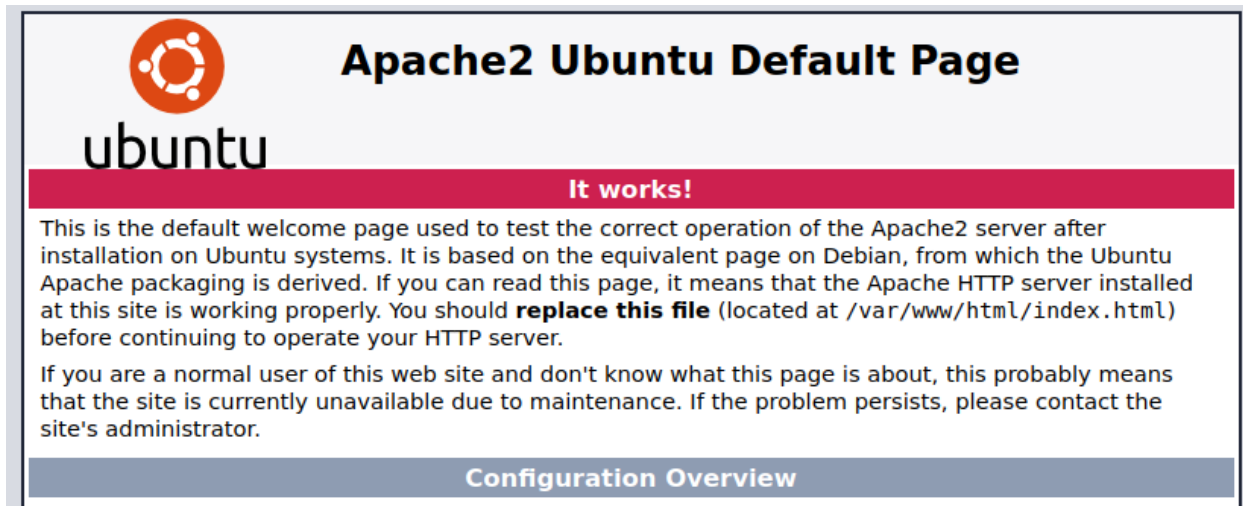 Apache2 Ubuntu Default Page
ubuntu
It works!
This is the default welcome page used to test the correct operation of the Apache2 server after
installation on Ubuntu systems. It is based on the equivalent page on Debian, from which the Ubuntu
Apache packaging is derived. If you can read this page, it means that the Apache HTTP server installed
at this site is working properly. You should replace this file (located at /var/www/html/index.html)
before continuing to operate your HTTP server.
If you are a normal user of this web site and don't know what this page is about, this probably means
that the site is currently unavailable due to maintenance. If the problem persists, please contact the
site's administrator.
Configuration Overview